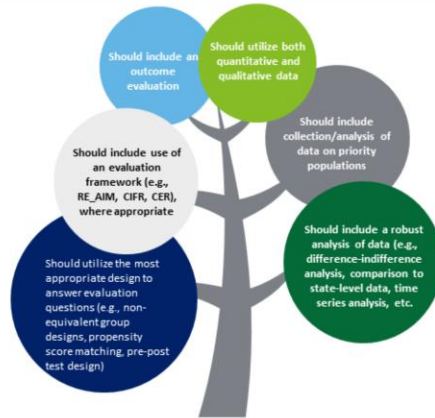 Should include an
outcome
evaluation
Should utilize both
quantitative and
qualitative data
Should include
collection/analysis of
data on priority
populations
Should include use of
an evaluation
framework (e.g.,
RE_AIM, CIFR, CER),
where appropriate
Should include a robust
analysis of data (e.g.,
difference-indifference
analysis, comparison to
state-level data, time
series analysis, etc.
Should utilize the most
appropriate design to
answer evaluation
questions (e.g., non-
equivalent group
designs, propensity
score matching, pre-post
test design)